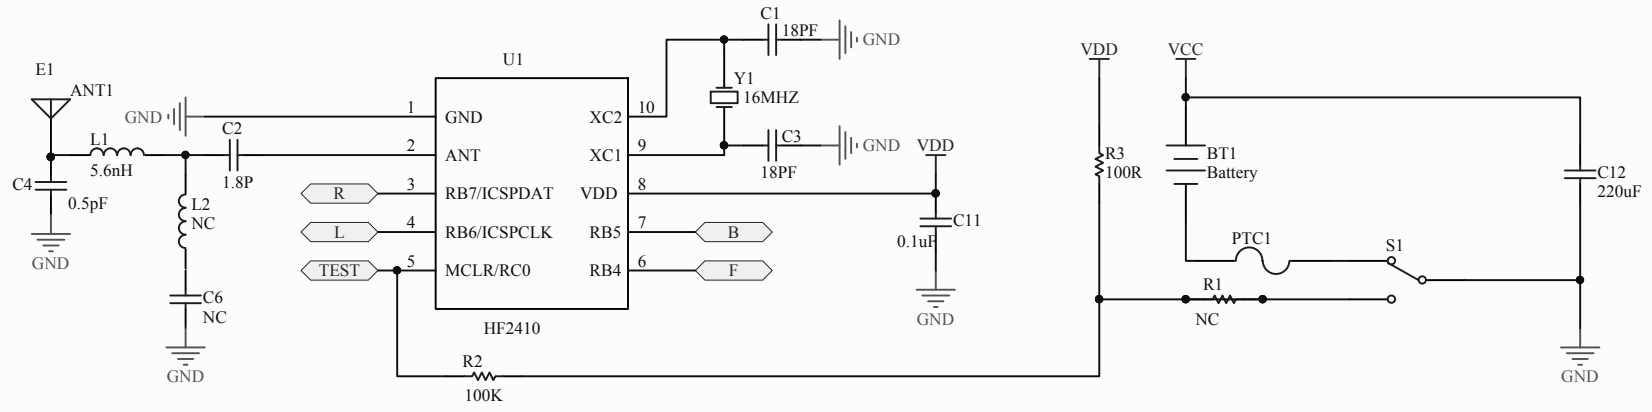 E1
ANT1
L1
5.6nH
C4
0.5pF
GND
GND
C2
1.8P
L2
NC
C6
NC
GND
R
L
TEST
U1
1
GND
2
ANT
3
RB7/ICSPDAT
4
RB6/ICSPCLK
5
MCLR/RC0
XC2
10
XC1
9
VDD
8
RB5
7
RB4
6
HF2410
R2
100K
B
F
C1
18PF
GND
Y1
16MHZ
C3
18PF
GND
VDD
C11
0.1uF
GND
VDD
R3
100R
VCC
BT1
Battery
PTC1
R1
NC
S1
C12
220uF
GND